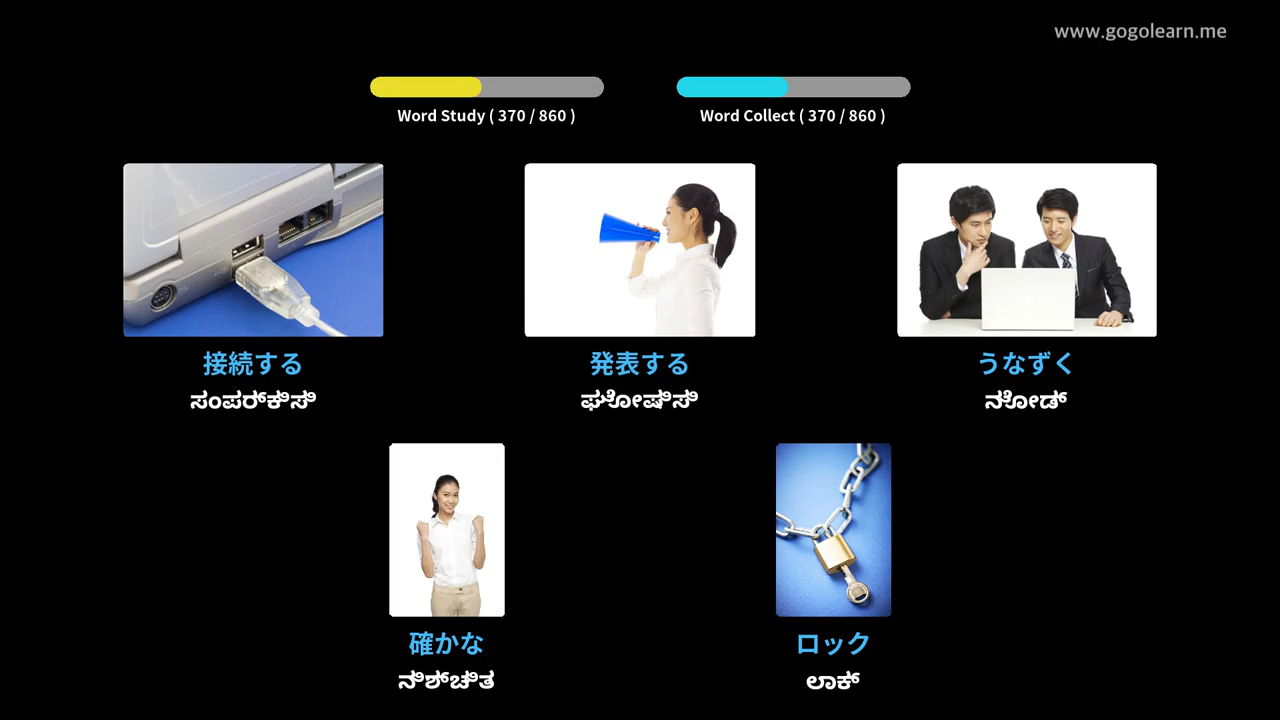 www.gogolearn.me
Word Study ( 370 / 860 )
Word Collect ( 370 / 860 )
接続する
発表する
うなずく
ಸಂಪರ್ಕಿಸಿ
ಘೋಷಿಸಿ
ನೋಡ್
確かな
ロック
ನಿಶ್ಚಿತ
ಲಾಕ್